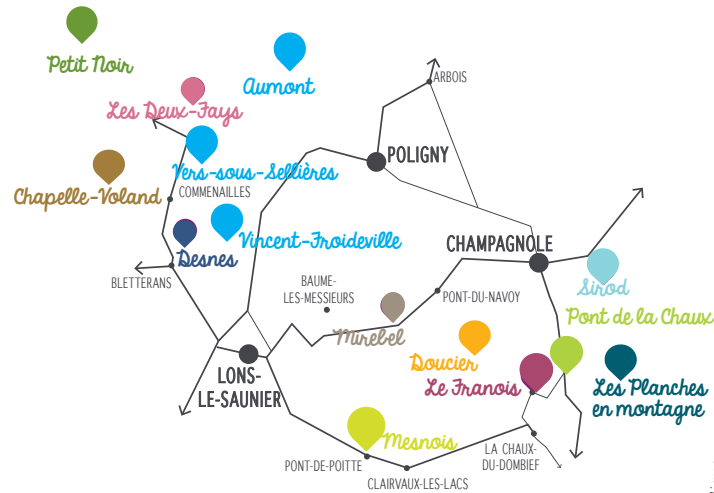 Petit Noir
Aumont
ARBOIS
Les Deux-Fays
POLIGNY
Vers-sous-Sellières
Chapelle-Voland
COMMENAILLES
Vincent-Froideville
CHAMPAGNOLE
Desnes
BLETTERANS
BAUME-
LES-MESSIEURS
PONT-DU-NAVOY
Sirod
Pont de la Chaux
Mirebel
Doucier
LONS-
LE-SAUNIER
Le Franois
Les Planches
en montagne
Mesnois
LA CHAUX-
DU-DOMBIEF
PONT-DE-POITTE
CLAIRVAUX-LES-LACS